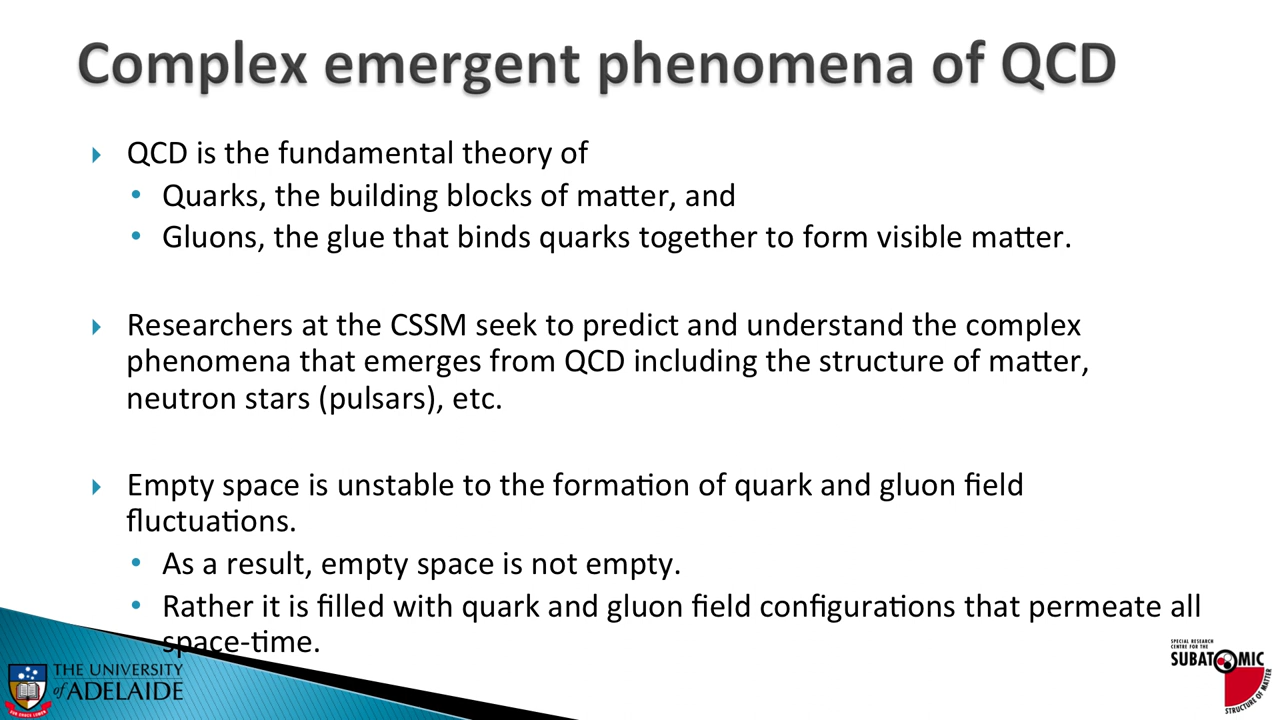 Complex emergent phenomena of QCD
QCD is the fundamental theory of
Quarks, the building blocks of matter, and
Gluons, the glue that binds quarks together to form visible matter.
Researchers at the CSSM seek to predict and understand the complex
phenomena that emerges from QCD including the structure of matter,
neutron stars (pulsars), etc.
Empty space is unstable to the formation of quark and gluon field
fluctuations.
As a result, empty space is not empty.
Rather it is filled with quark and gluon field configurations that permeate all
space-time.
THE UNIVERSITY
of ADELAIDE
SPECIAL RESEARCH
CENTRE FOR THE
SUBATOMIC
STRUCTURE OF MATTER